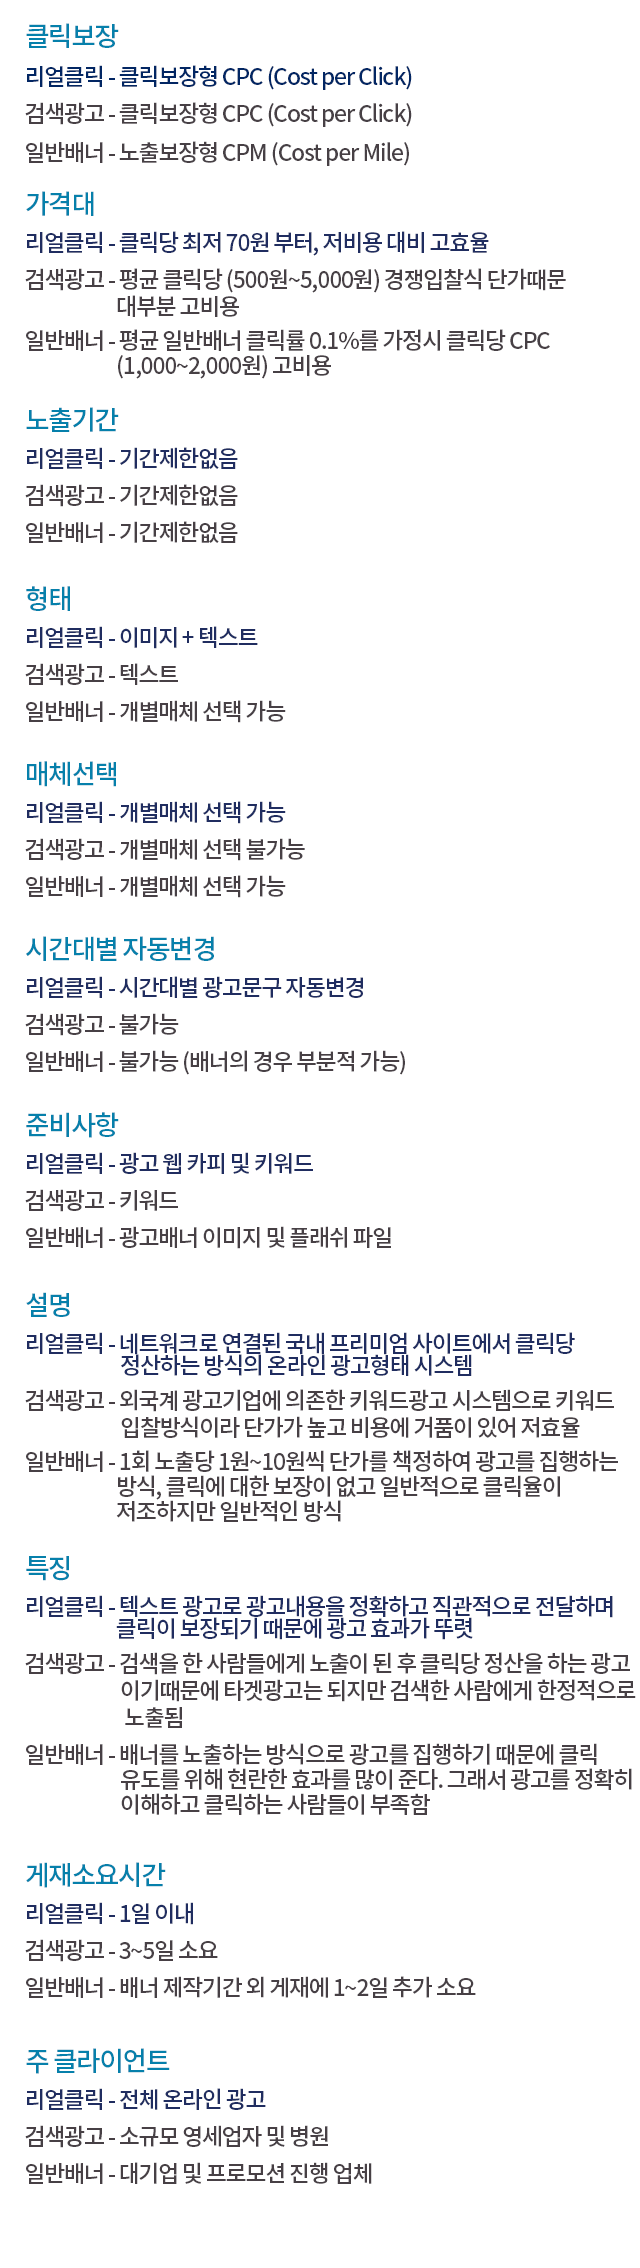 클릭보장
리얼클릭 - 클릭보장형 CPC (Cost per Click)
검색광고 - 클릭보장형 CPC (Cost per Click)
일반배너 - 노출보장형 CPM (Cost per Mile)
가격대
리얼클릭 - 클릭당 최저 70원 부터, 저비용 대비 고효율
검색광고 - 평균 클릭당 (500원~5,000원) 경쟁입찰식 단가때문
대부분 고비용
일반배너 - 평균 일반배너 클릭률 0.1%를 가정시 클릭당 CPC
(1,000~2,000원) 고비용
노출기간
리얼클릭 - 기간제한없음
검색광고 - 기간제한없음
일반배너 - 기간제한없음
형태
리얼클릭 - 이미지 + 텍스트
검색광고 - 텍스트
일반배너 - 개별매체 선택 가능
매체선택
리얼클릭 - 개별매체 선택 가능
검색광고 - 개별매체 선택 불가능
일반배너 - 개별매체 선택 가능
시간대별 자동변경
리얼클릭 - 시간대별 광고문구 자동변경
검색광고 - 불가능
일반배너 - 불가능 (배너의 경우 부분적 가능)
준비사항
리얼클릭 - 광고 웹 카피 및 키워드
검색광고 - 키워드
일반배너 - 광고배너 이미지 및 플래쉬 파일
설명
리얼클릭 - 네트워크로 연결된 국내 프리미엄 사이트에서 클릭당
정산하는 방식의 온라인 광고형태 시스템
검색광고 - 외국계 광고기업에 의존한 키워드광고 시스템으로 키워드
입찰방식이라 단가가 높고 비용에 거품이 있어 저효율
일반배너 - 1회 노출당 1원~10원씩 단가를 책정하여 광고를 집행하는
방식, 클릭에 대한 보장이 없고 일반적으로 클릭율이
저조하지만 일반적인 방식
특징
리얼클릭 - 텍스트 광고로 광고내용을 정확하고 직관적으로 전달하며
클릭이 보장되기 때문에 광고 효과가 뚜렷
검색광고 - 검색을 한 사람들에게 노출이 된 후 클릭당 정산을 하는 광고
이기때문에 타겟광고는 되지만 검색한 사람에게 한정적으로
노출됨
일반배너 - 배너를 노출하는 방식으로 광고를 집행하기 때문에 클릭
유도를 위해 현란한 효과를 많이 준다. 그래서 광고를 정확히
이해하고 클릭하는 사람들이 부족함
게재소요시간
리얼클릭 - 1일 이내
검색광고 - 3~5일 소요
일반배너 - 배너 제작기간 외 게재에 1~2일 추가 소요
주 클라이언트
리얼클릭 - 전체 온라인 광고
검색광고 - 소규모 영세업자 및 병원
일반배너 - 대기업 및 프로모션 진행 업체